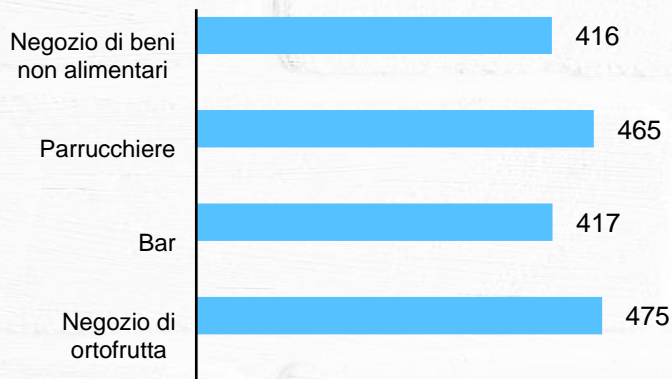 Negozio di beni
non alimentari
416
Parrucchiere
465
Bar
417
Negozio di
ortofrutta
475